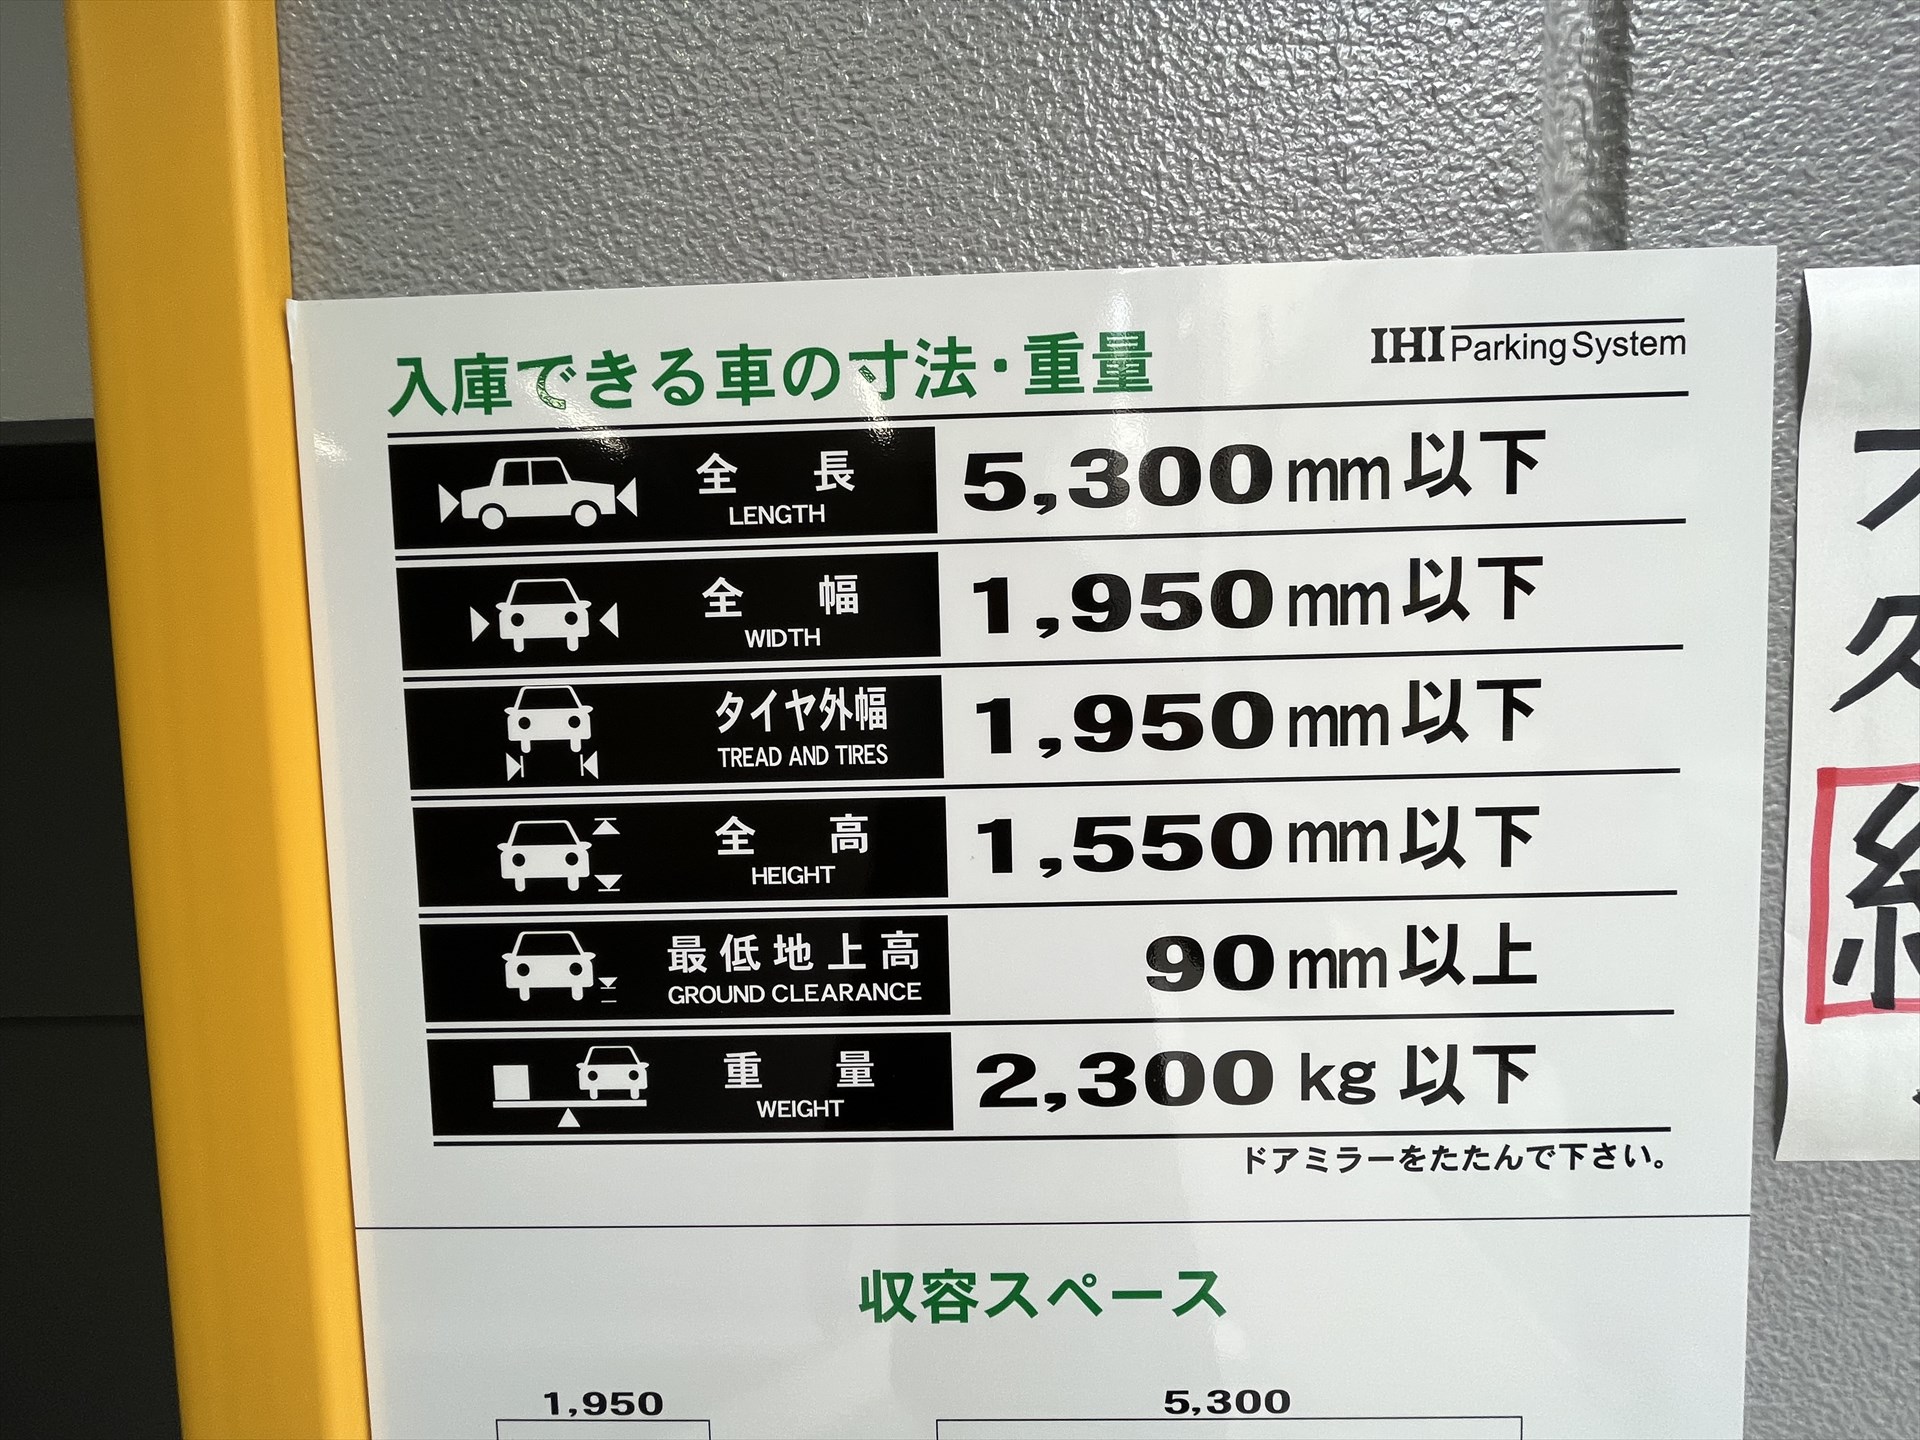 入庫できる車の寸法・重量
IHI Parking System
全長 5,300mm以下
LENGTH
全幅 1,950mm以下
WIDTH
タイヤ外幅 1,950mm以下
TREAD AND TIRES
全高 1,550mm以下
HEIGHT
最低地上高 90mm以上
GROUND CLEARANCE
重量 2,300kg以下
WEIGHT
ドアミラーをたたんで下さい。
収容スペース
1,950 5,300